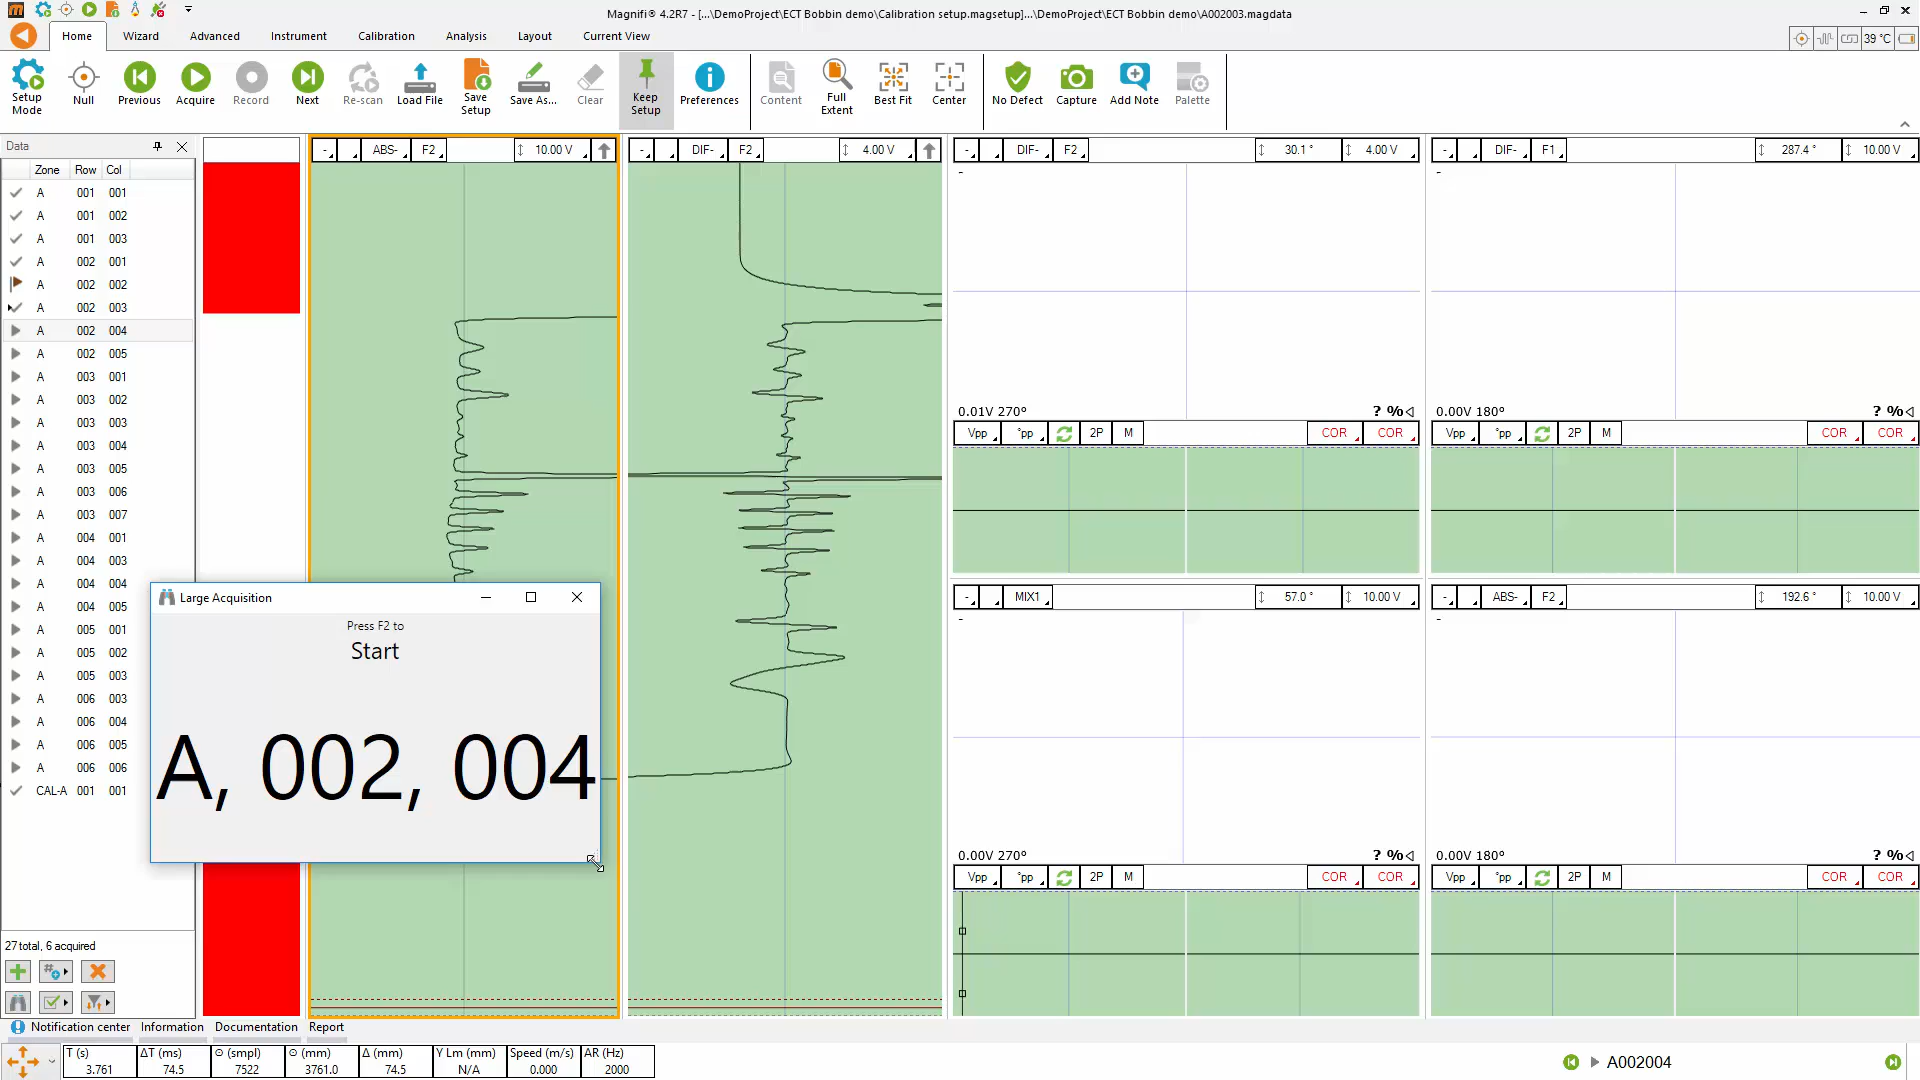 Magnifi® 4.2R7 - [...\DemoProject\ECT Bobbin demo\Calibration setup.magsetup]...\DemoProject\ECT Bobbin demo\A002003.magdata
Home Wizard Advanced Instrument Calibration Analysis Layout Current View
39 °C
Setup Mode
Null
Previous
Acquire
Record
Next
Re-scan
Load File
Save Setup
Save As...
Clear
Keep Setup
Preferences
Content
Full Extent
Best Fit
Center
No Defect
Capture
Add Note
Palette
Data
Zone Row Col
A 001 001
A 001 002
A 001 003
A 002 001
A 002 002
A 002 003
A 002 004
A 002 005
A 003 001
A 003 002
A 003 003
A 003 004
A 003 005
A 003 006
A 003 007
A 004 001
A 004 003
A 004 004
A 004 005
A 005 001
A 005 002
A 005 003
A 006 003
A 006 004
A 006 005
A 006 006
CAL-A 001 001
27 total, 6 acquired
- ABS- F2 10.00 V
- DIF- F2 4.00 V
- DIF- F2 30.1 ° 4.00 V
-
0.01V 270° ? %
Vpp °pp 2P M COR COR
- DIF- F1 287.4 ° 10.00 V
-
0.00V 180° ? %
Vpp °pp 2P M COR COR
- MIX1 57.0 ° 10.00 V
-
0.00V 270° ? %
Vpp °pp 2P M COR COR
- ABS- F2 192.6 ° 10.00 V
-
0.00V 180° ? %
Vpp °pp 2P M COR COR
Large Acquisition
Press F2 to
Start
A, 002, 004
Notification center Information Documentation Report
T (s) ΔT (ms) ⊙ (smpl) ⊙ (mm) Δ (mm) Y Lm (mm) Speed (m/s) AR (Hz)
3.761 74.5 7522 3761.0 74.5 N/A 0.000 2000
A002004